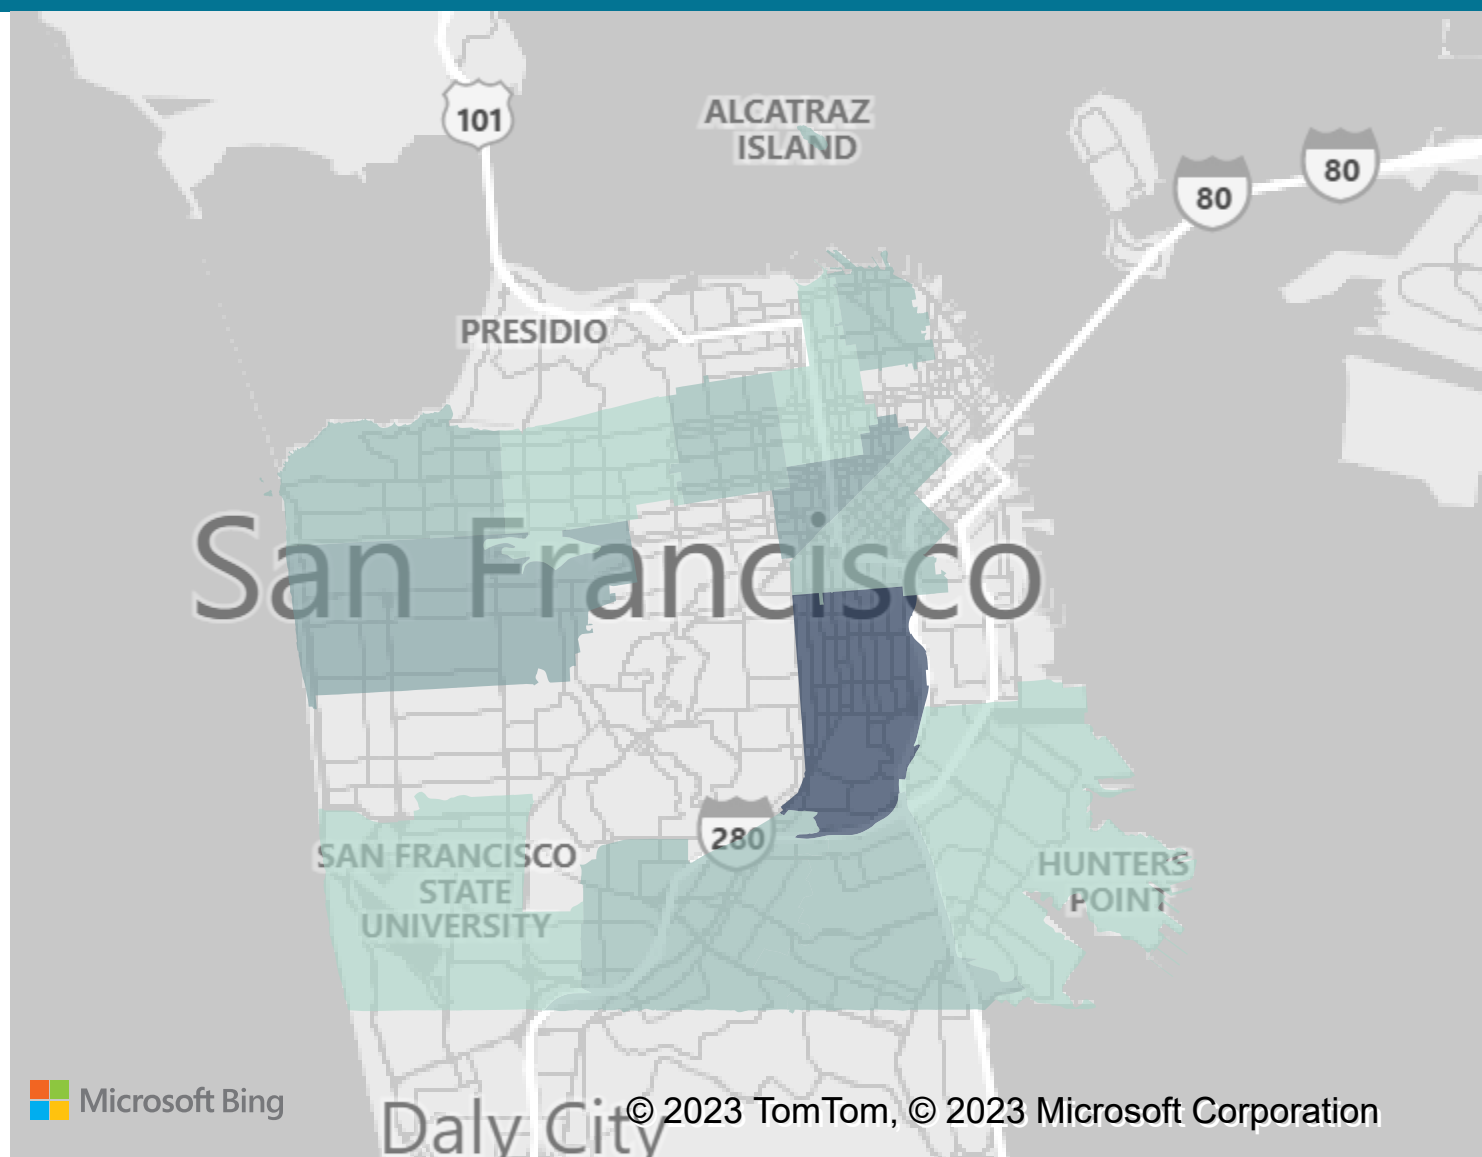 101
ALCATRAZ
ISLAND
80
80
PRESIDIO
San Francisco
280
SAN FRANCISCO
STATE
UNIVERSITY
HUNTERS
POINT
Microsoft Bing
Daly City
© 2023 TomTom, © 2023 Microsoft Corporation